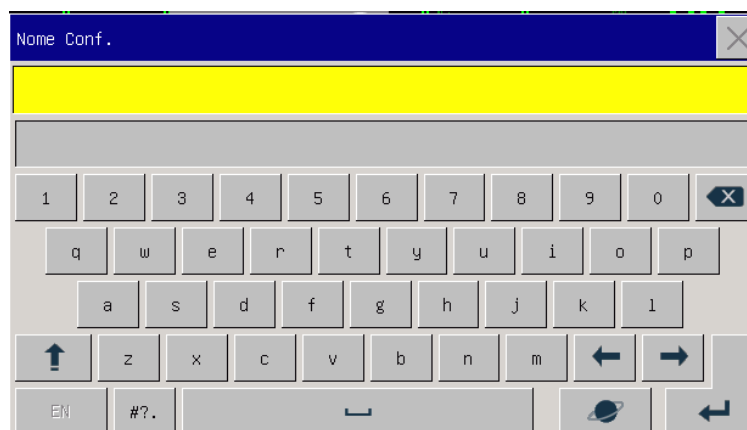 Nome Conf.
1 2 3 4 5 6 7 8 9 0
q w e r t y u i o p
a s d f g h j k l
z x c v b n m
EN #?.